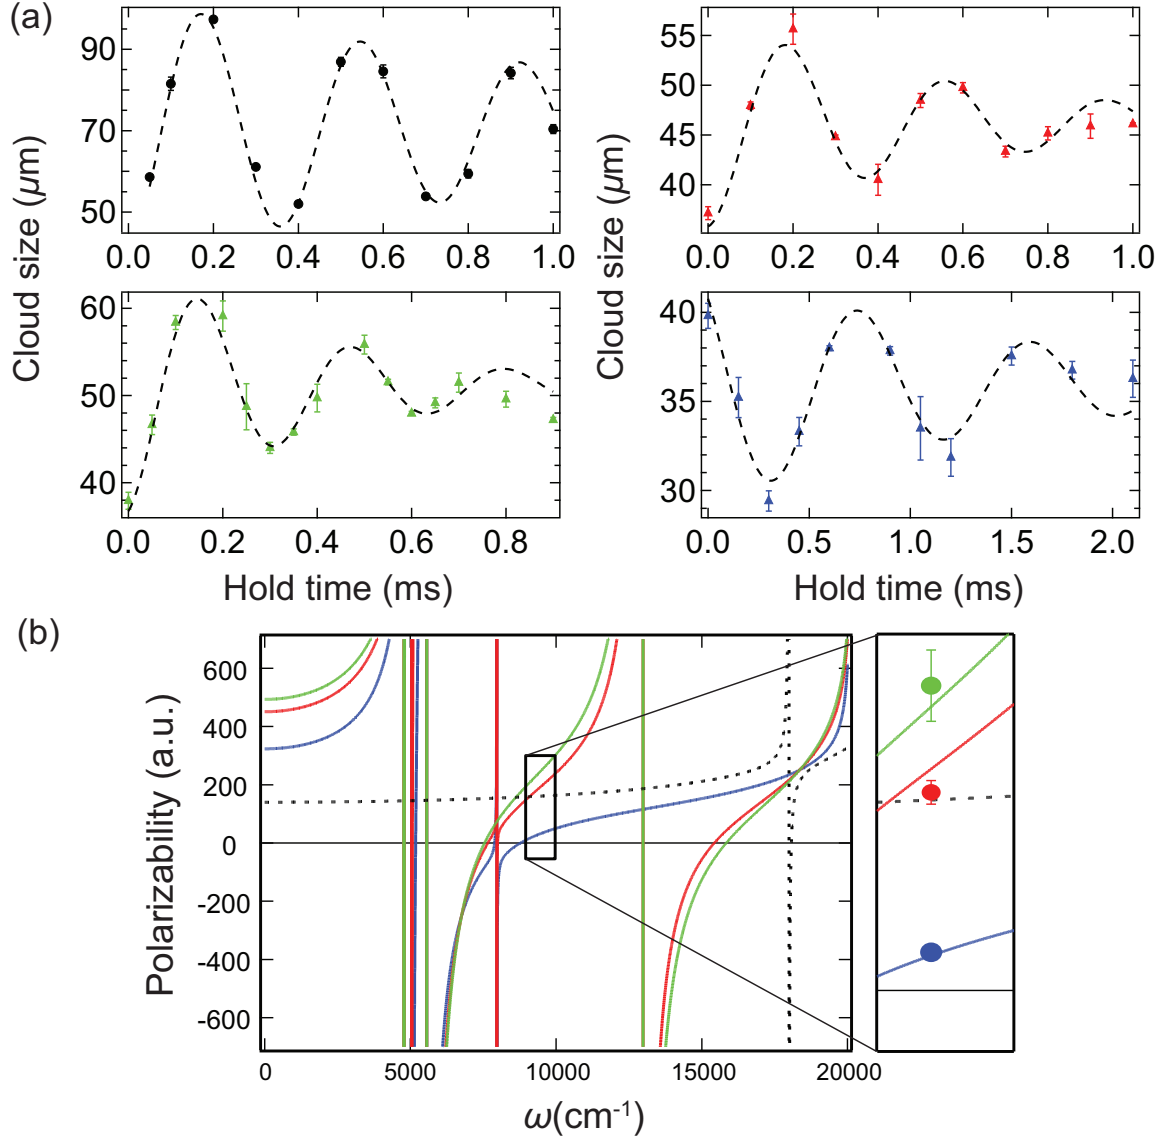 (a)
Cloud size (µm)
90
70
50
0.0 0.2 0.4 0.6 0.8 1.0
Cloud size (µm)
55
50
45
40
0.0 0.2 0.4 0.6 0.8 1.0
60
50
40
0.0 0.2 0.4 0.6 0.8
Hold time (ms)
40
35
30
0.0 0.5 1.0 1.5 2.0
Hold time (ms)
(b)
Polarizability (a.u.)
600
400
200
0
-200
-400
-600
0 5000 10000 15000 20000
ω(cm⁻¹)